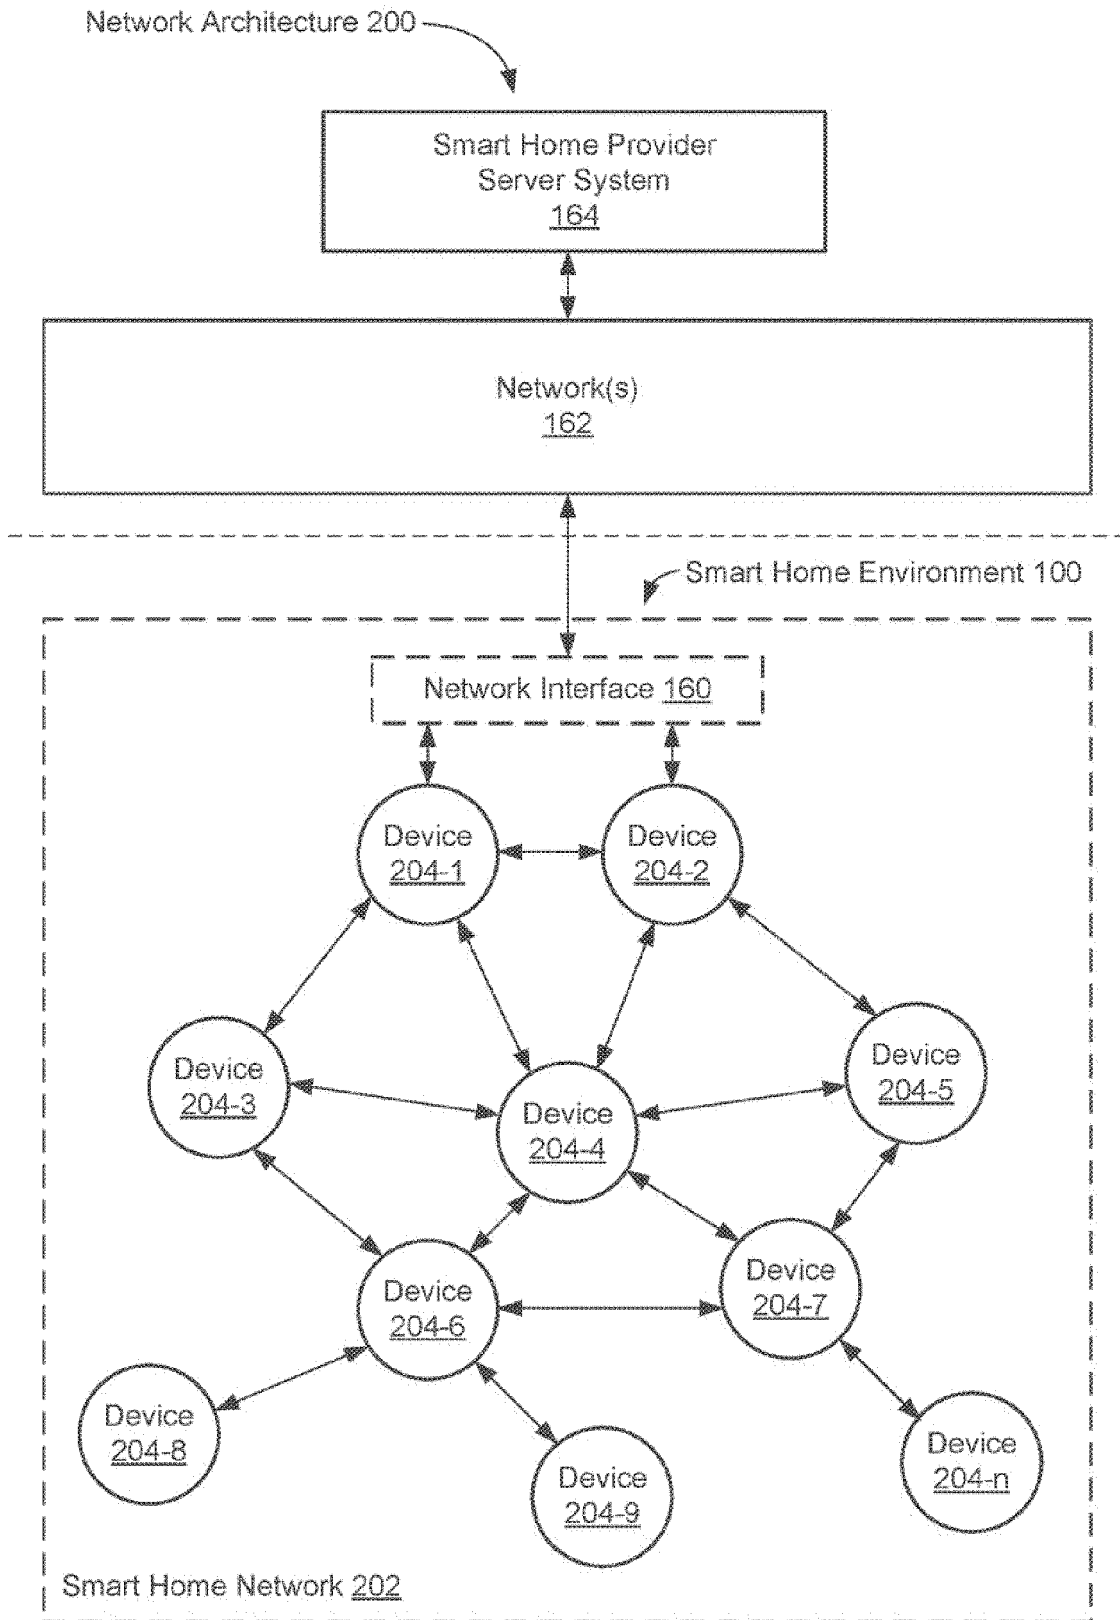 Network Architecture 200
Smart Home Provider
Server System
164
Network(s)
162
Smart Home Environment 100
Network Interface 160
Device
204-1
Device
204-2
Device
204-3
Device
204-4
Device
204-5
Device
204-6
Device
204-7
Device
204-8
Device
204-9
Device
204-n
Smart Home Network 202